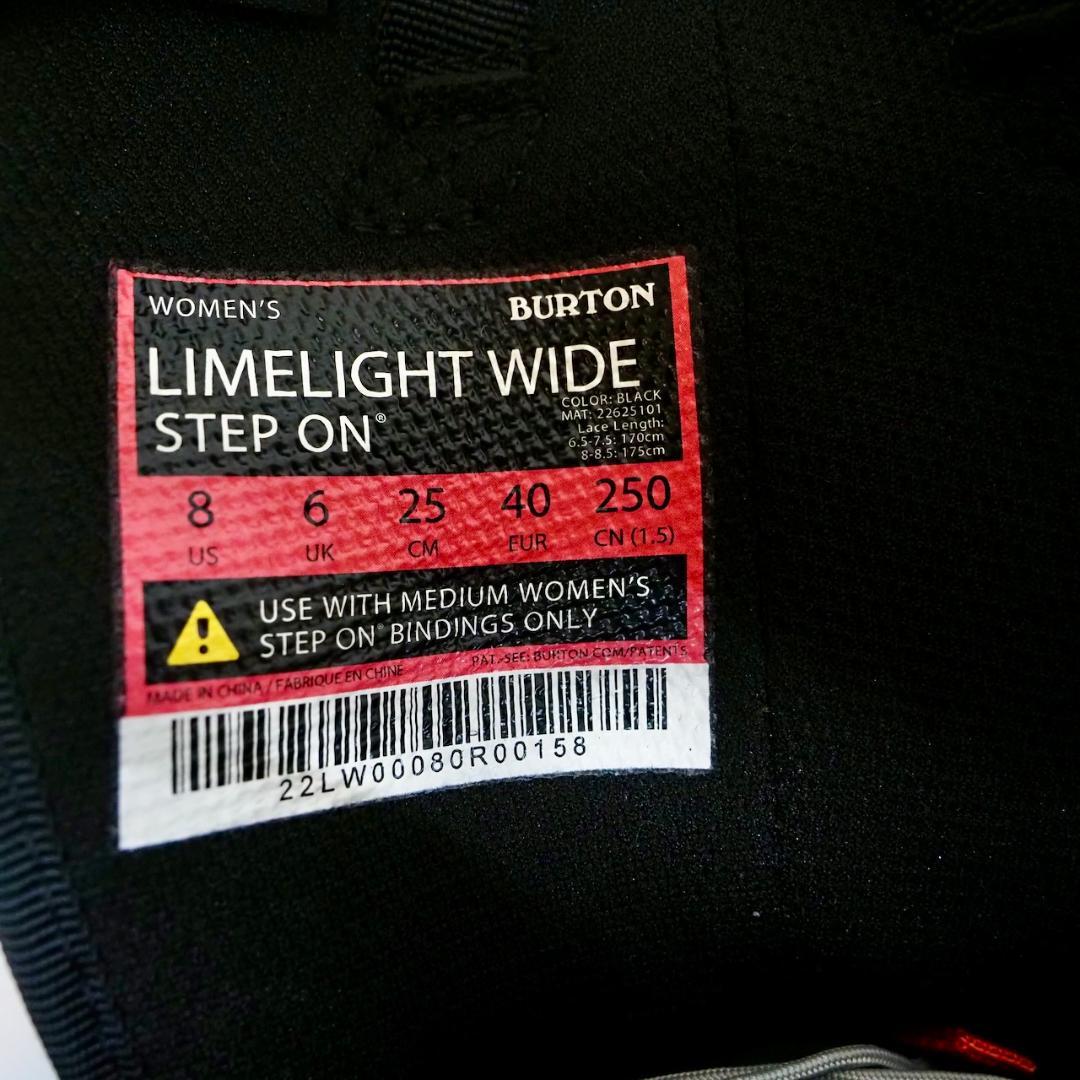 WOMEN'S BURTON
LIMELIGHT WIDE
STEP ON®
COLOR: BLACK
MAT: 22625101
Lace Length:
6.5-7.5: 170cm
8-8.5: 175cm
8 6 25 40 250
US UK CM EUR CN (1.5)
USE WITH MEDIUM WOMEN'S
STEP ON® BINDINGS ONLY
MADE IN CHINA / FABRIQUE EN CHINE PAT.-SEE: BURTON.COM/PATENTS
22LW00080R00158